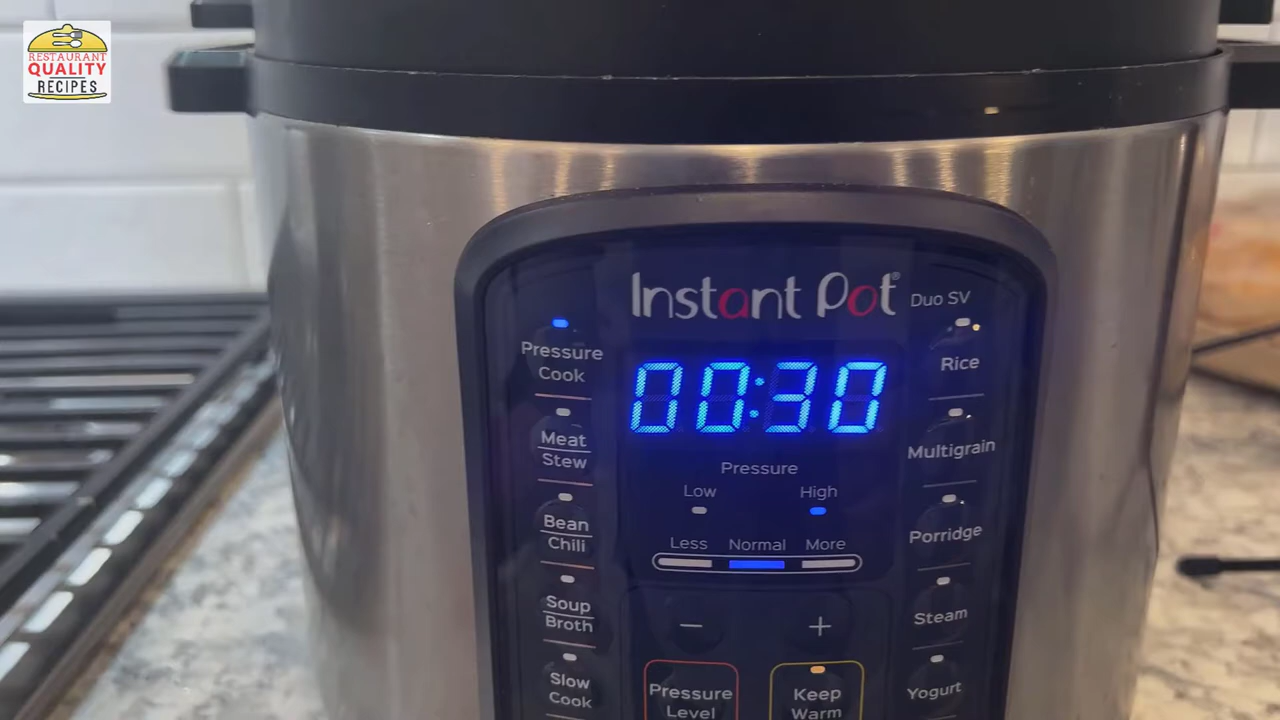 RESTAURANT
QUALITY
RECIPES
Instant Pot® Duo SV
Pressure
Cook
Meat
Stew
Bean
Chili
Soup
Broth
Slow
Cook
00:30
Pressure
Low High
Less Normal More
− +
Pressure
Level
Keep
Warm
Rice
Multigrain
Porridge
Steam
Yogurt